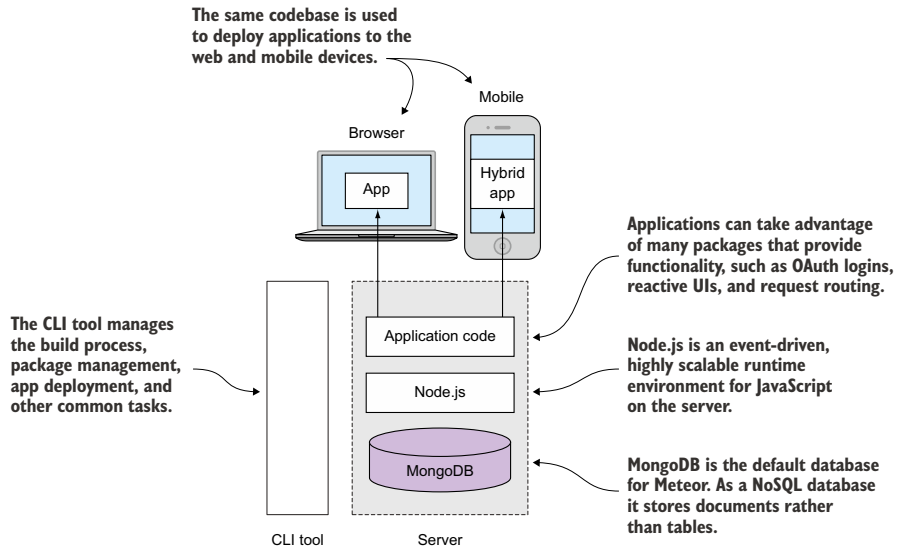 The same codebase is used
to deploy applications to the
web and mobile devices.
Mobile
Browser
App
Hybrid
app
Applications can take advantage
of many packages that provide
functionality, such as OAuth logins,
reactive UIs, and request routing.
The CLI tool manages
the build process,
package management,
app deployment, and
other common tasks.
Application code
Node.js is an event-driven,
highly scalable runtime
environment for JavaScript
on the server.
Node.js
MongoDB
MongoDB is the default database
for Meteor. As a NoSQL database
it stores documents rather
than tables.
CLI tool
Server